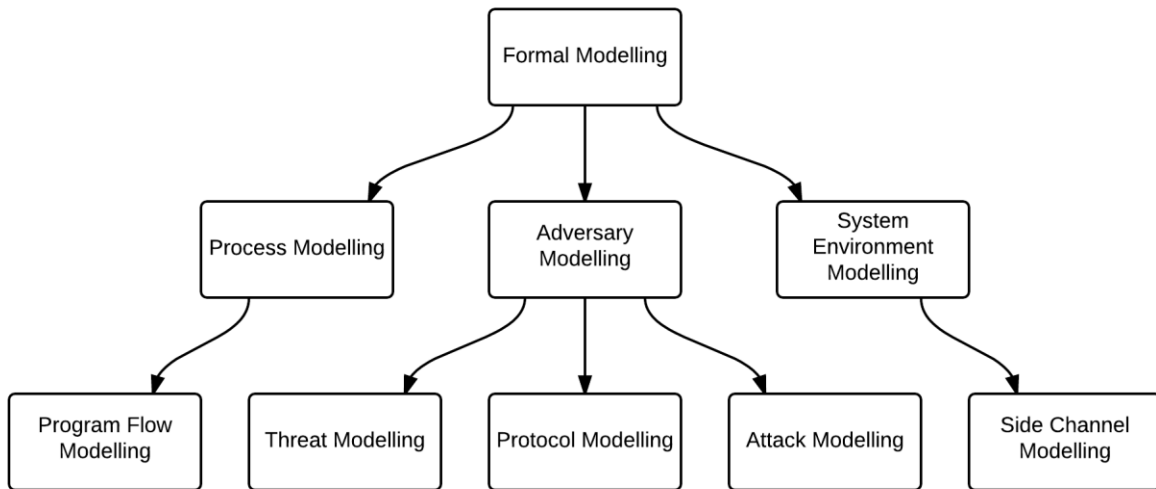 Formal Modelling
Process Modelling
Adversary
Modelling
System
Environment
Modelling
Program Flow
Modelling
Threat Modelling
Protocol Modelling
Attack Modelling
Side Channel
Modelling